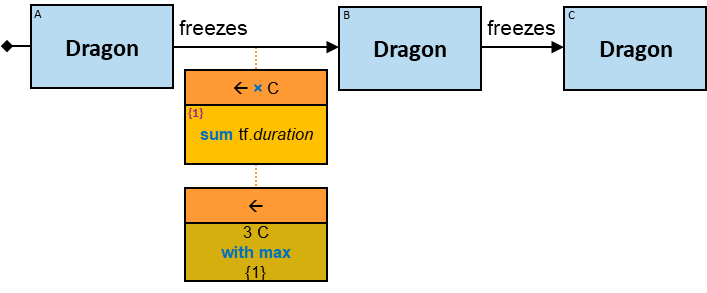 A
Dragon
freezes
B
Dragon
freezes
C
Dragon
← × C
{1}
sum tf.duration
←
3 C
with max
{1}